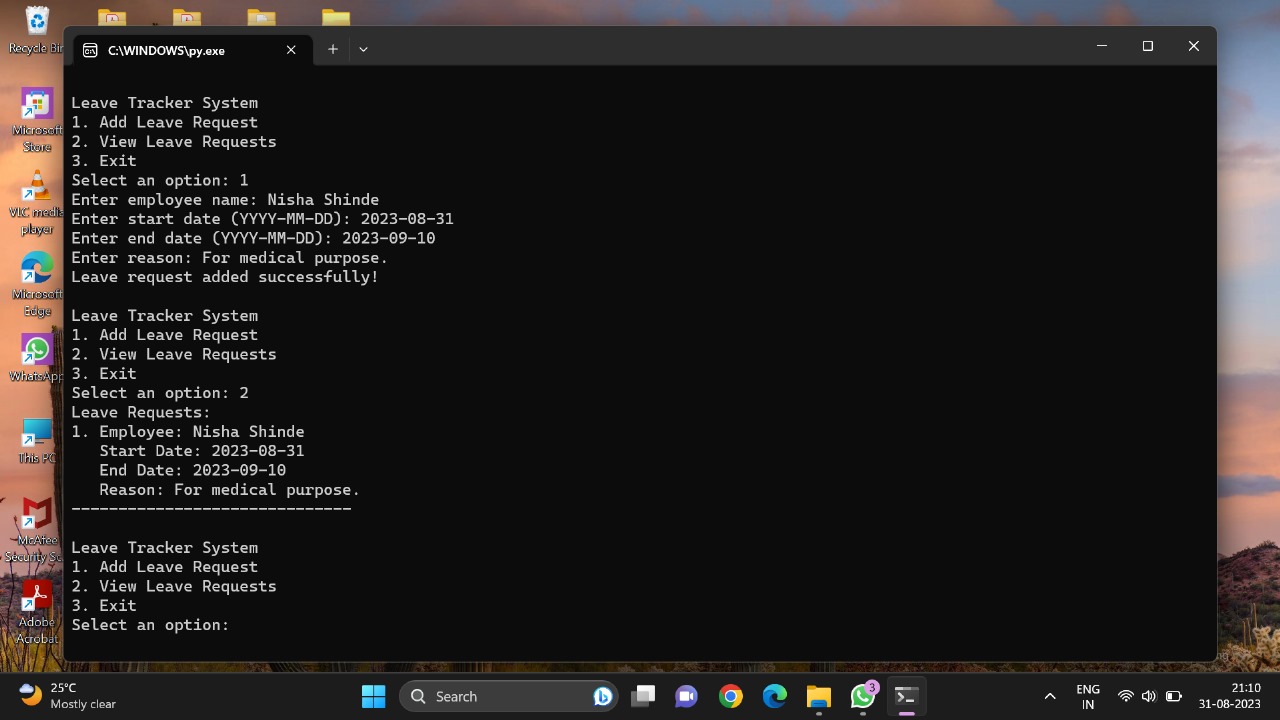 Recycle Bin
C:\WINDOWS\py.exe
Microsoft
Store
VLC media
player
Microsoft
Edge
WhatsApp
This PC
McAfee
Security Sc
Adobe
Acrobat
Leave Tracker System
1. Add Leave Request
2. View Leave Requests
3. Exit
Select an option: 1
Enter employee name: Nisha Shinde
Enter start date (YYYY-MM-DD): 2023-08-31
Enter end date (YYYY-MM-DD): 2023-09-10
Enter reason: For medical purpose.
Leave request added successfully!
Leave Tracker System
1. Add Leave Request
2. View Leave Requests
3. Exit
Select an option: 2
Leave Requests:
1. Employee: Nisha Shinde
Start Date: 2023-08-31
End Date: 2023-09-10
Reason: For medical purpose.
------------------------------
Leave Tracker System
1. Add Leave Request
2. View Leave Requests
3. Exit
Select an option:
25°C
Mostly clear
Search
3
ENG
IN
21:10
31-08-2023